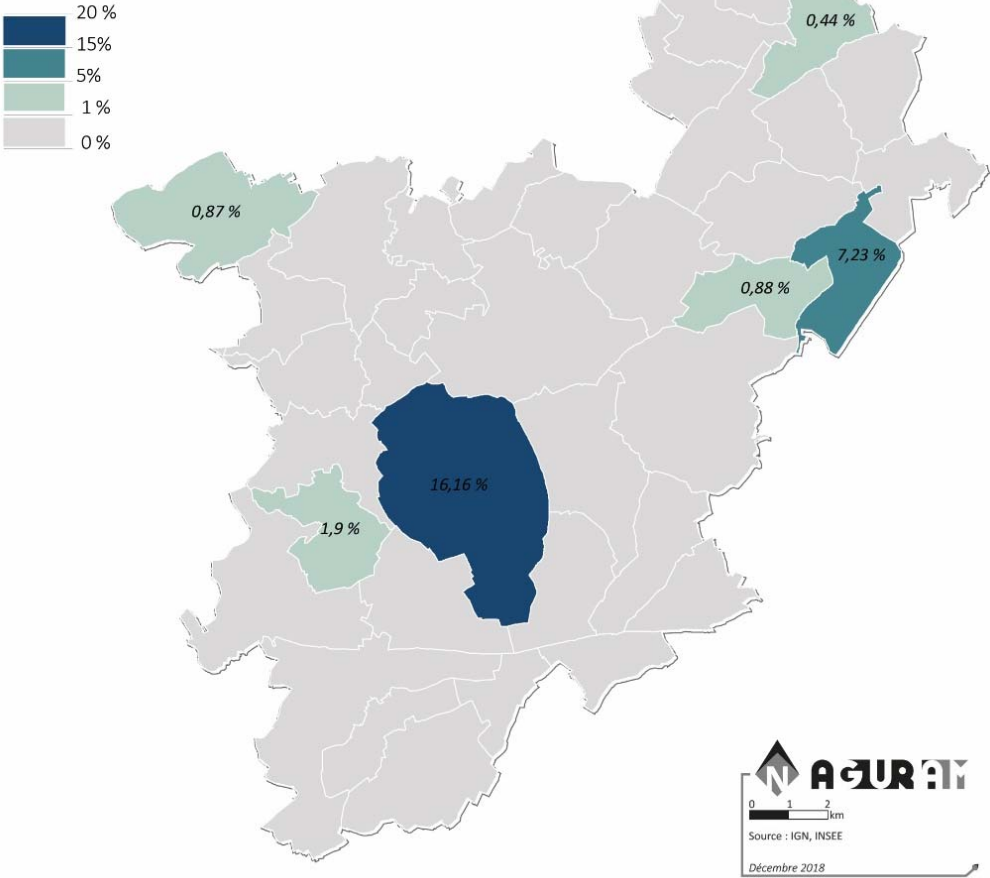 20 %
15%
5%
1 %
0 %
0,44 %
0,87 %
7,23 %
0,88 %
16,16 %
1,9 %
N AGURAM
0 1 2
km
Source : IGN, INSEE
Décembre 2018